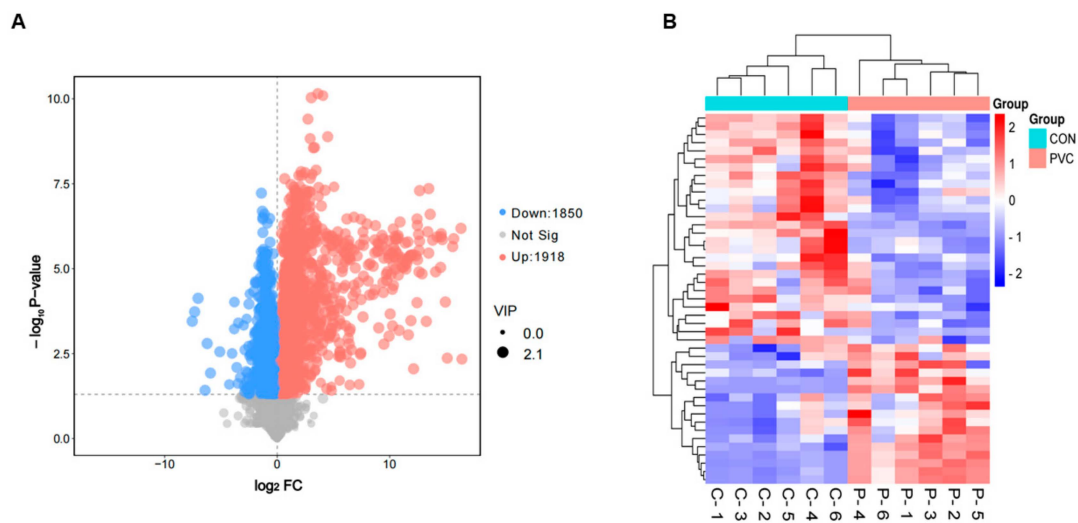 A
10.0
7.5
5.0
2.5
0.0
−10
0
10
− log₁₀ P-value
log₂ FC
Down:1850
Not Sig
Up:1918
VIP
0.0
2.1
B
Group
2
1
0
-1
-2
Group
CON
PVC
C-1
C-3
C-2
C-5
C-4
C-6
P-4
P-6
P-1
P-3
P-2
P-5